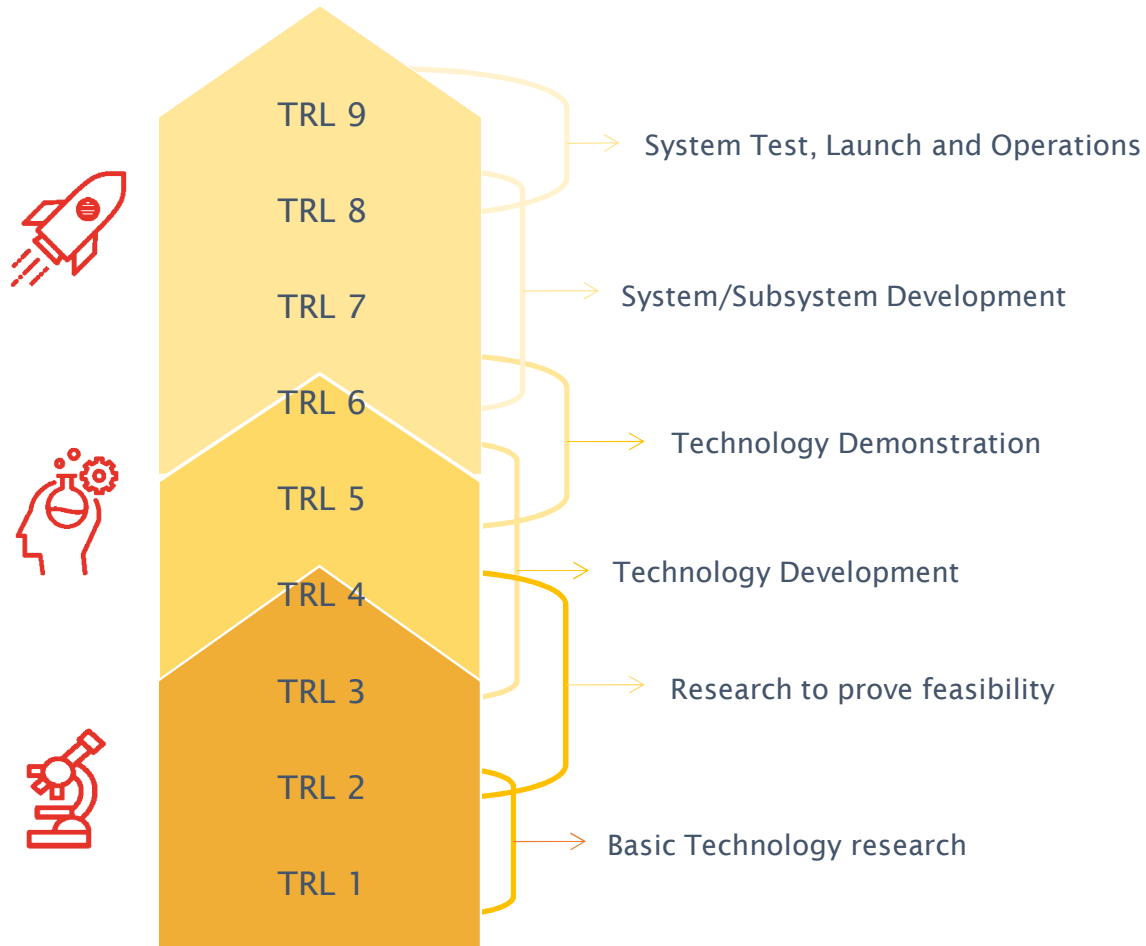 TRL 9
System Test, Launch and Operations
TRL 8
TRL 7
System/Subsystem Development
TRL 6
Technology Demonstration
TRL 5
Technology Development
TRL 4
TRL 3
Research to prove feasibility
TRL 2
Basic Technology research
TRL 1